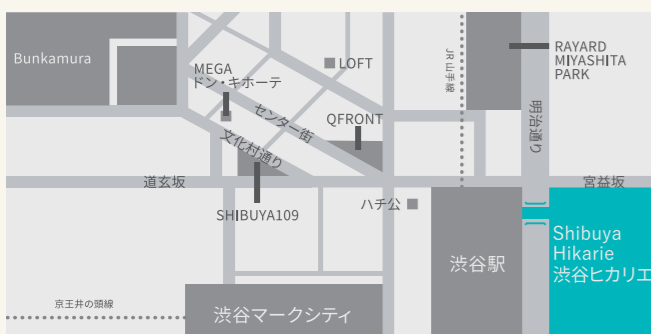 Bunkamura
MEGA
ドン・キホーテ
LOFT
JR山手線
RAYARD
MIYASHITA
PARK
センター街
QFRONT
明治通り
文化村通り
道玄坂
宮益坂
SHIBUYA109
ハチ公
渋谷駅
Shibuya
Hikarie
渋谷ヒカリエ
京王井の頭線
渋谷マークシティ